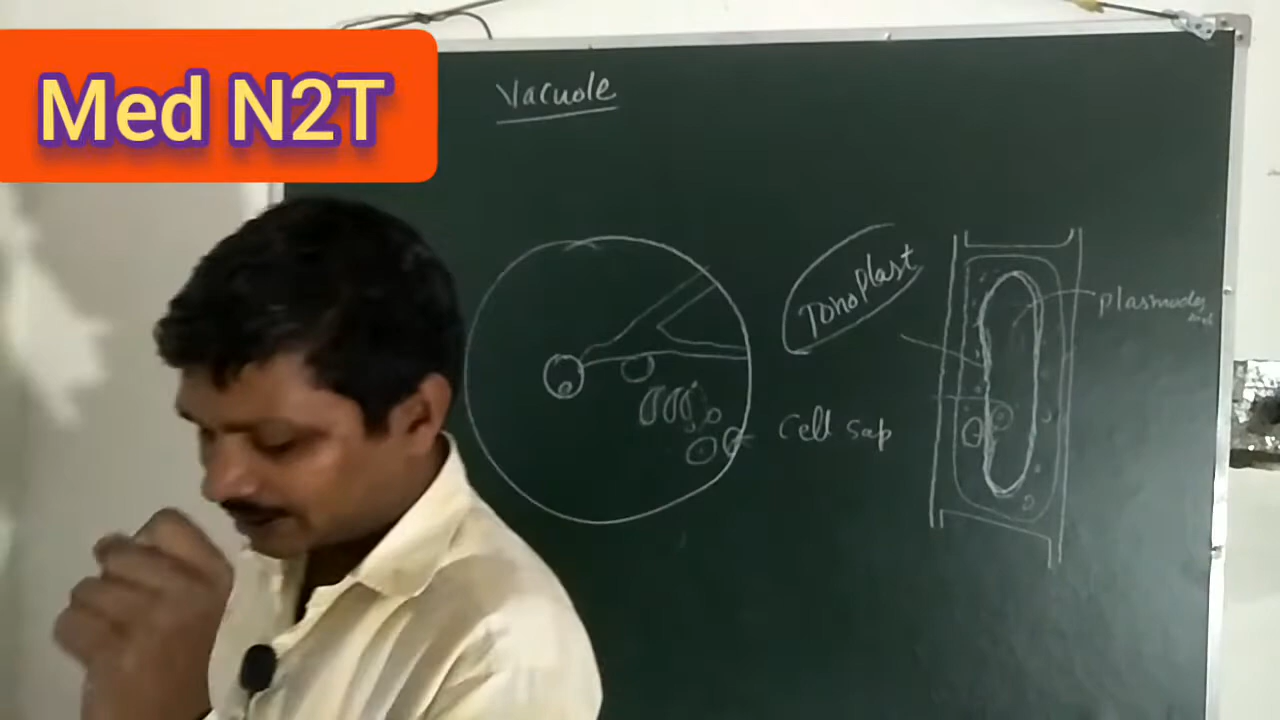 Med N2T
Vacuole
Tonoplast
Plasmodes
Cell sap